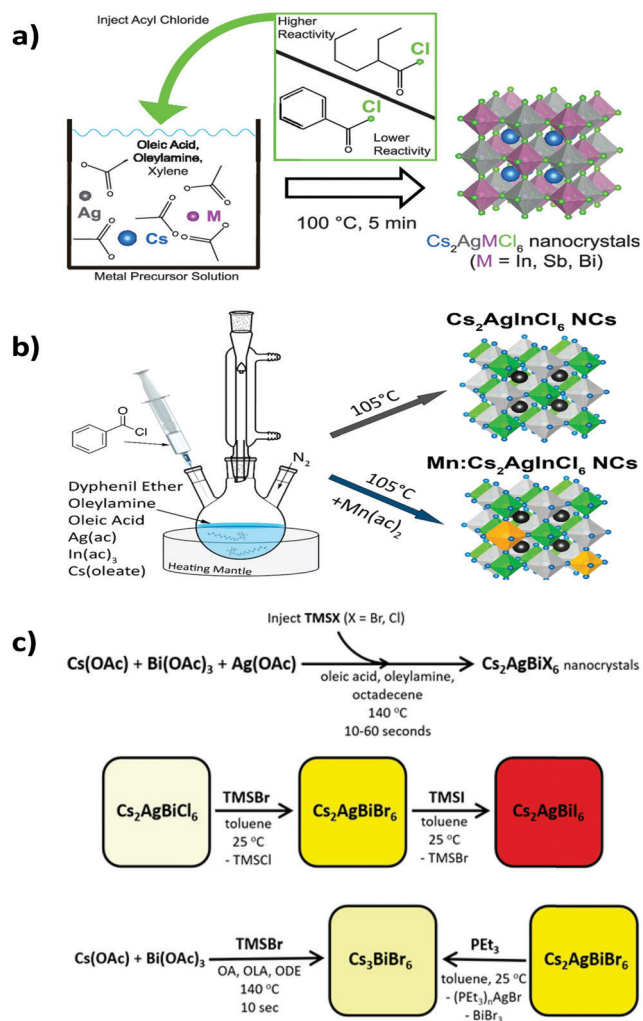 a)
Inject Acyl Chloride
Higher
Reactivity
Cl
O
Cl
O
Lower
Reactivity
Oleic Acid,
Oleylamine,
Xylene
Ag
M
Cs
Metal Precursor Solution
100 °C, 5 min
Cs₂AgMCl₆ nanocrystals
(M = In, Sb, Bi)
b)
O
Cl
N₂
Dyphenil Ether
Oleylamine
Oleic Acid
Ag(ac)
In(ac)₃
Cs(oleate)
Heating Mantle
105°C
105°C
+Mn(ac)₂
Cs₂AgInCl₆ NCs
Mn:Cs₂AgInCl₆ NCs
c)
Inject TMSX (X = Br, Cl)
Cs(OAc) + Bi(OAc)₃ + Ag(OAc)
Cs₂AgBiX₆ nanocrystals
oleic acid, oleylamine,
octadecene
140 °C
10-60 seconds
Cs₂AgBiCl₆
TMSBr
toluene
25 °C
- TMSCl
Cs₂AgBiBr₆
TMSI
toluene
25 °C
- TMSBr
Cs₂AgBiI₆
Cs(OAc) + Bi(OAc)₃
TMSBr
OA, OLA, ODE
140 °C
10 sec
Cs₃BiBr₆
PEt₃
toluene, 25 °C
- (PEt₃)ₙAgBr
- BiBr₃
Cs₂AgBiBr₆